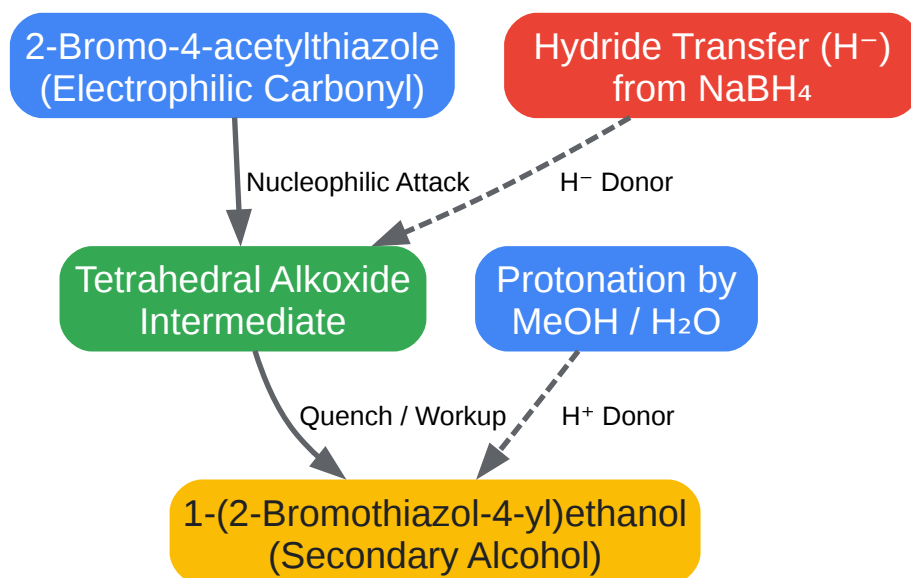 2-Bromo-4-acetylthiazole
(Electrophilic Carbonyl)
Hydride Transfer (H⁻)
from NaBH₄
Nucleophilic Attack
H⁻ Donor
Tetrahedral Alkoxide
Intermediate
Protonation by
MeOH / H₂O
Quench / Workup
H⁺ Donor
1-(2-Bromothiazol-4-yl)ethanol
(Secondary Alcohol)